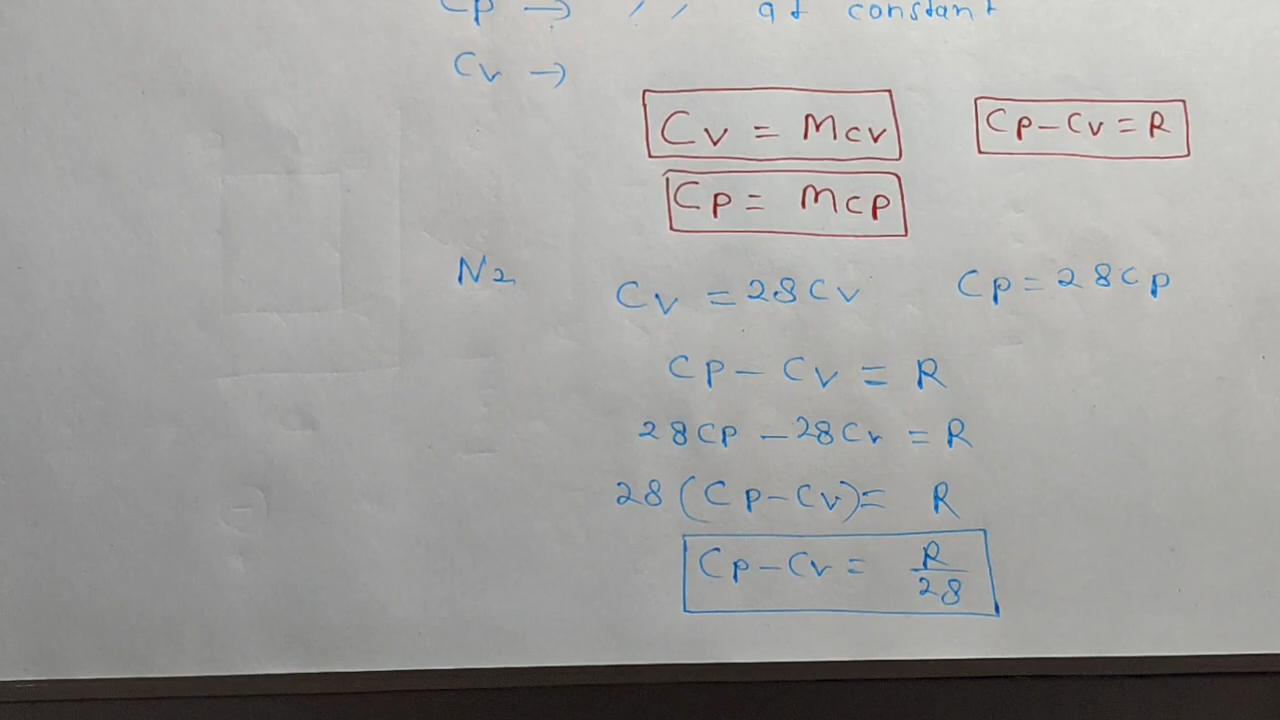 Cp → // at constant
Cv →
Cv = Mcv
Cp - Cv = R
Cp = Mcp
N2
Cv = 28Cv
Cp = 28Cp
Cp - Cv = R
28Cp - 28Cv = R
28 (Cp - Cv) = R
Cp - Cv = R/28